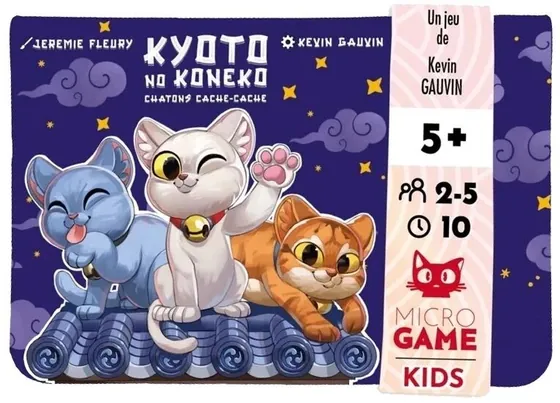 JEREMIE FLEURY
KYOTO
NO KONEKO
CHATONS CACHE-CACHE
KEVIN GAUVIN
Un jeu
de
Kevin
GAUVIN
5+
2-5
10
MICRO
GAME
KIDS